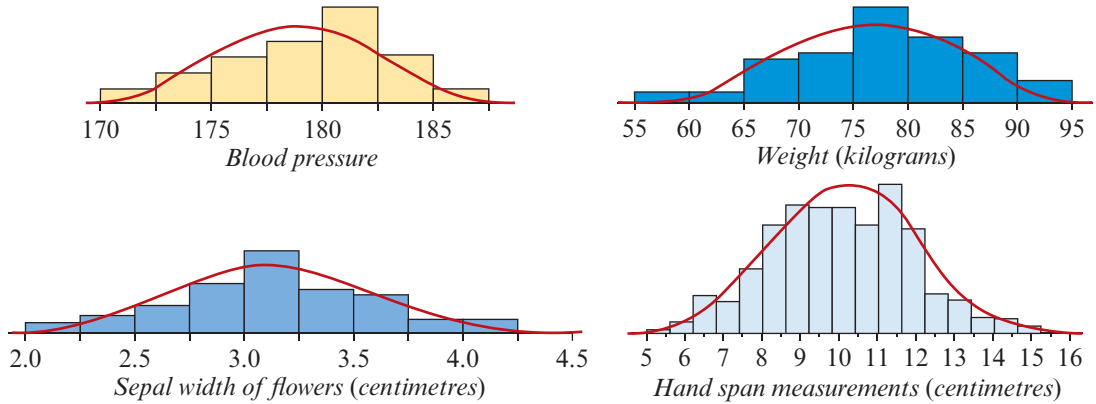 170 175 180 185
Blood pressure
55 60 65 70 75 80 85 90 95
Weight (kilograms)
2.0 2.5 3.0 3.5 4.0 4.5
Sepal width of flowers (centimetres)
5 6 7 8 9 10 11 12 13 14 15 16
Hand span measurements (centimetres)